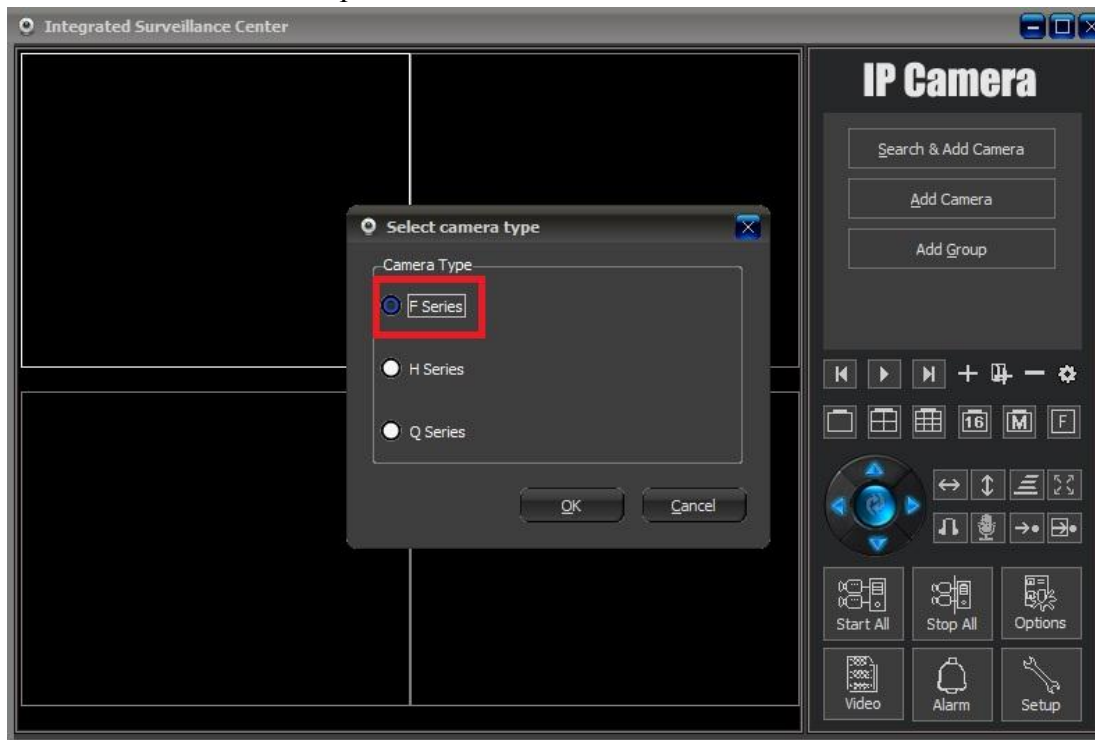 Integrated Surveillance Center
IP Camera
Search & Add Camera
Add Camera
Add Group
Select camera type
Camera Type
F Series
H Series
Q Series
OK
Cancel
16
M
F
Start All
Stop All
Options
Video
Alarm
Setup